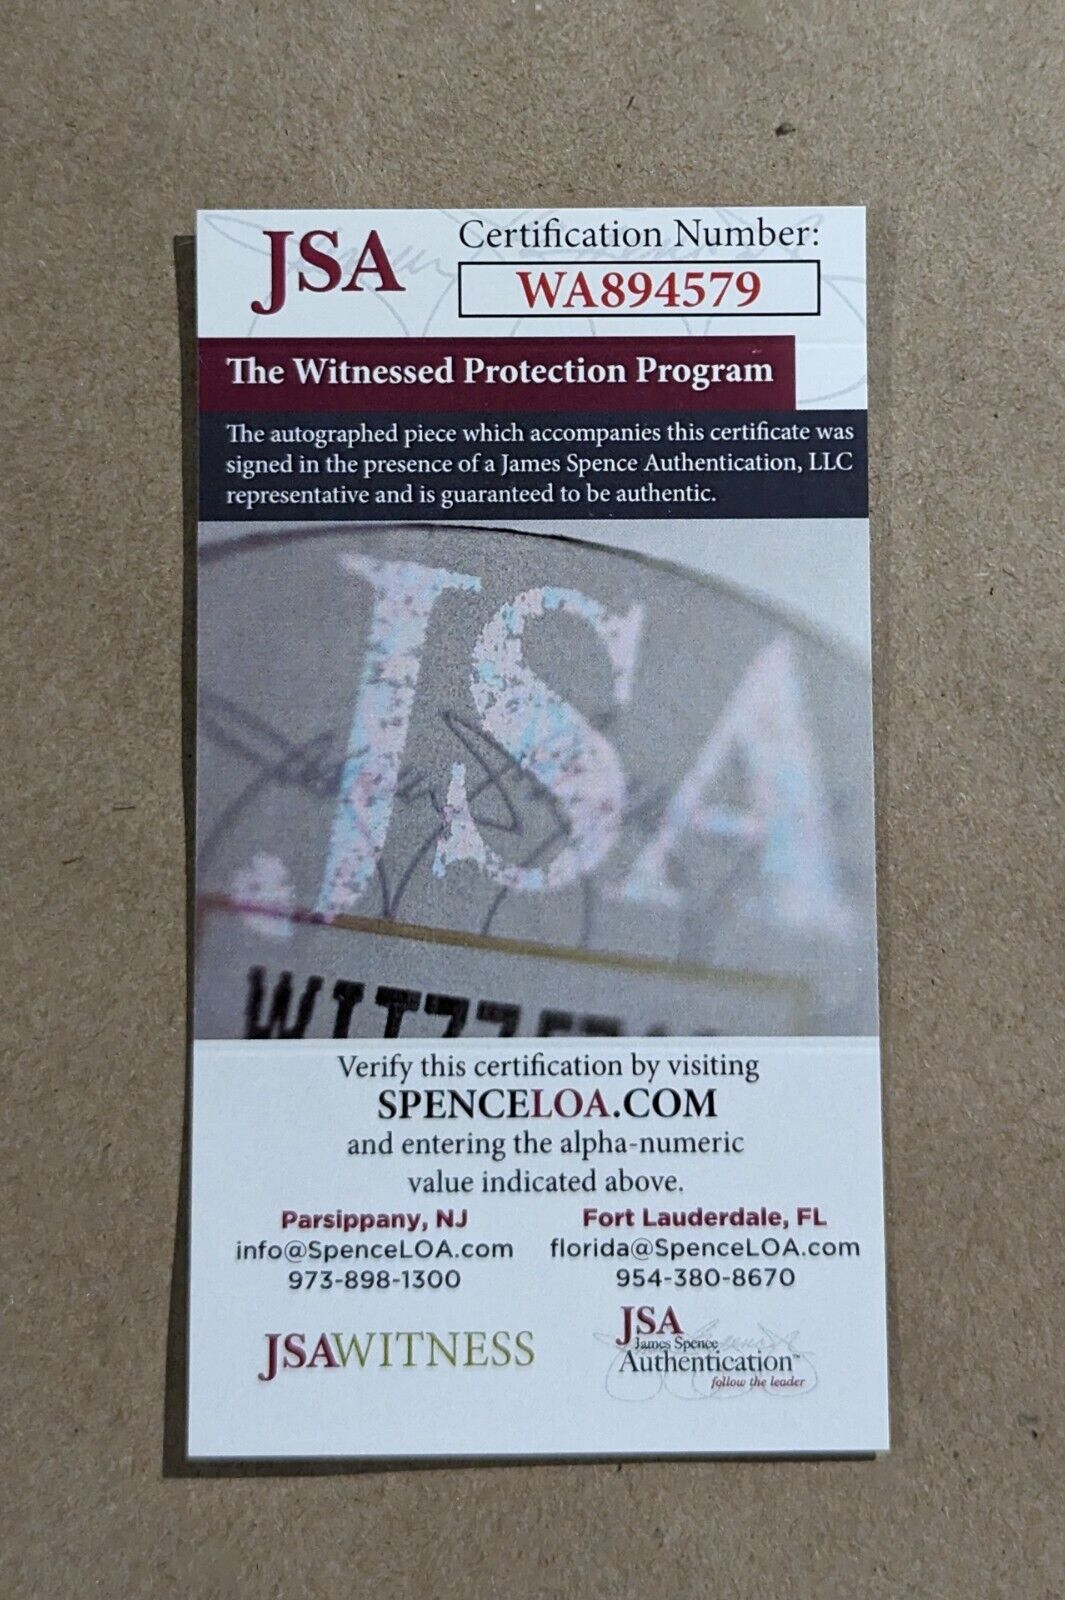 JSA
Certification Number:
WA894579
The Witnessed Protection Program
The autographed piece which accompanies this certificate was
signed in the presence of a James Spence Authentication, LLC
representative and is guaranteed to be authentic.
JSA
Verify this certification by visiting
SPENCELOA.COM
and entering the alpha-numeric
value indicated above.
Parsippany, NJ
info@SpenceLOA.com
973-898-1300
Fort Lauderdale, FL
florida@SpenceLOA.com
954-380-8670
JSAWITNESS
JSA
James Spence
Authentication™
follow the leader